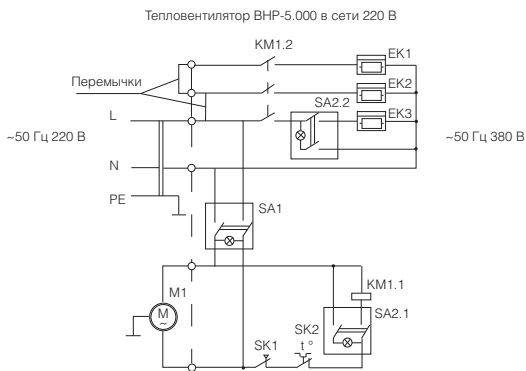 Тепловентилятор ВНР-5.000 в сети 220 В
KM1.2
EK1
Перемычки
EK2
SA2.2
L
EK3
~50 Гц 220 В
~50 Гц 380 В
N
PE
SA1
M1
KM1.1
M
~
SA2.1
SK1
SK2
t °